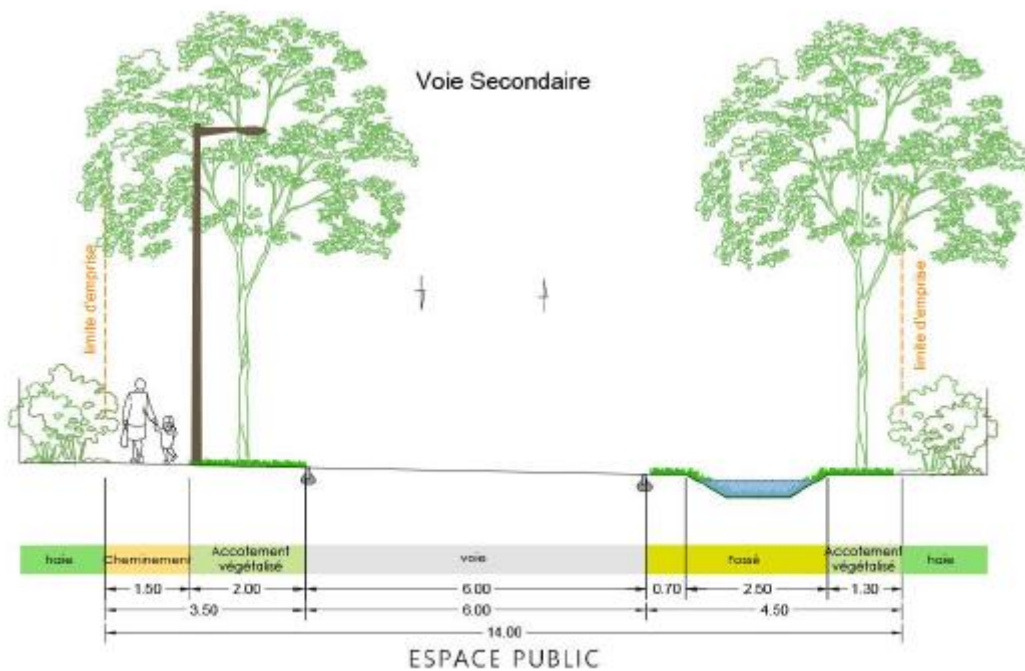 Voie Secondaire
limite d'emprise
limite d'emprise
haie Cheminement Accotement végétalisé voie fossé Accotement végétalisé haie
1.50 2.00 6.00 0.70 2.50 1.30
3.50 6.00 4.50
14.00
ESPACE PUBLIC